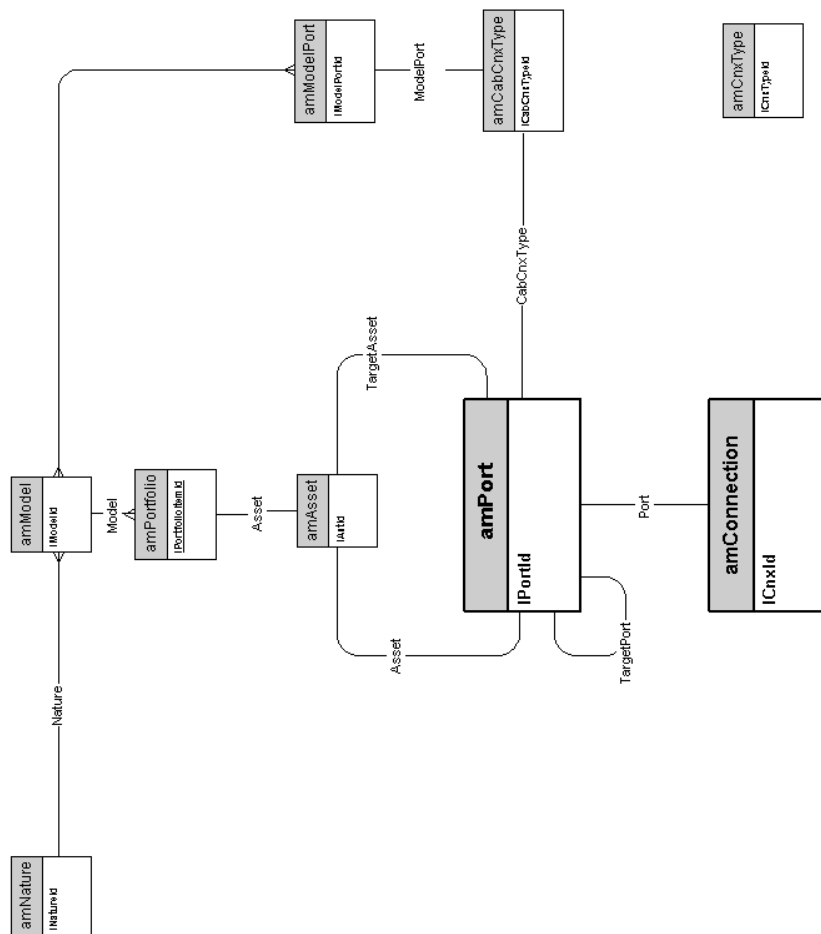 amNature
lNatureId
Nature
amModel
lModelId
Model
amPortfolio
lPortfolioItemId
Asset
amAsset
lAstId
amModelPort
lModelPortId
Asset
TargetAsset
ModelPort
amPort
lPortId
CabCnxType
amCabCnxType
lCabCnxTypeId
TargetPort
Port
amConnection
lCnxId
amCnxType
lCnxTypeId